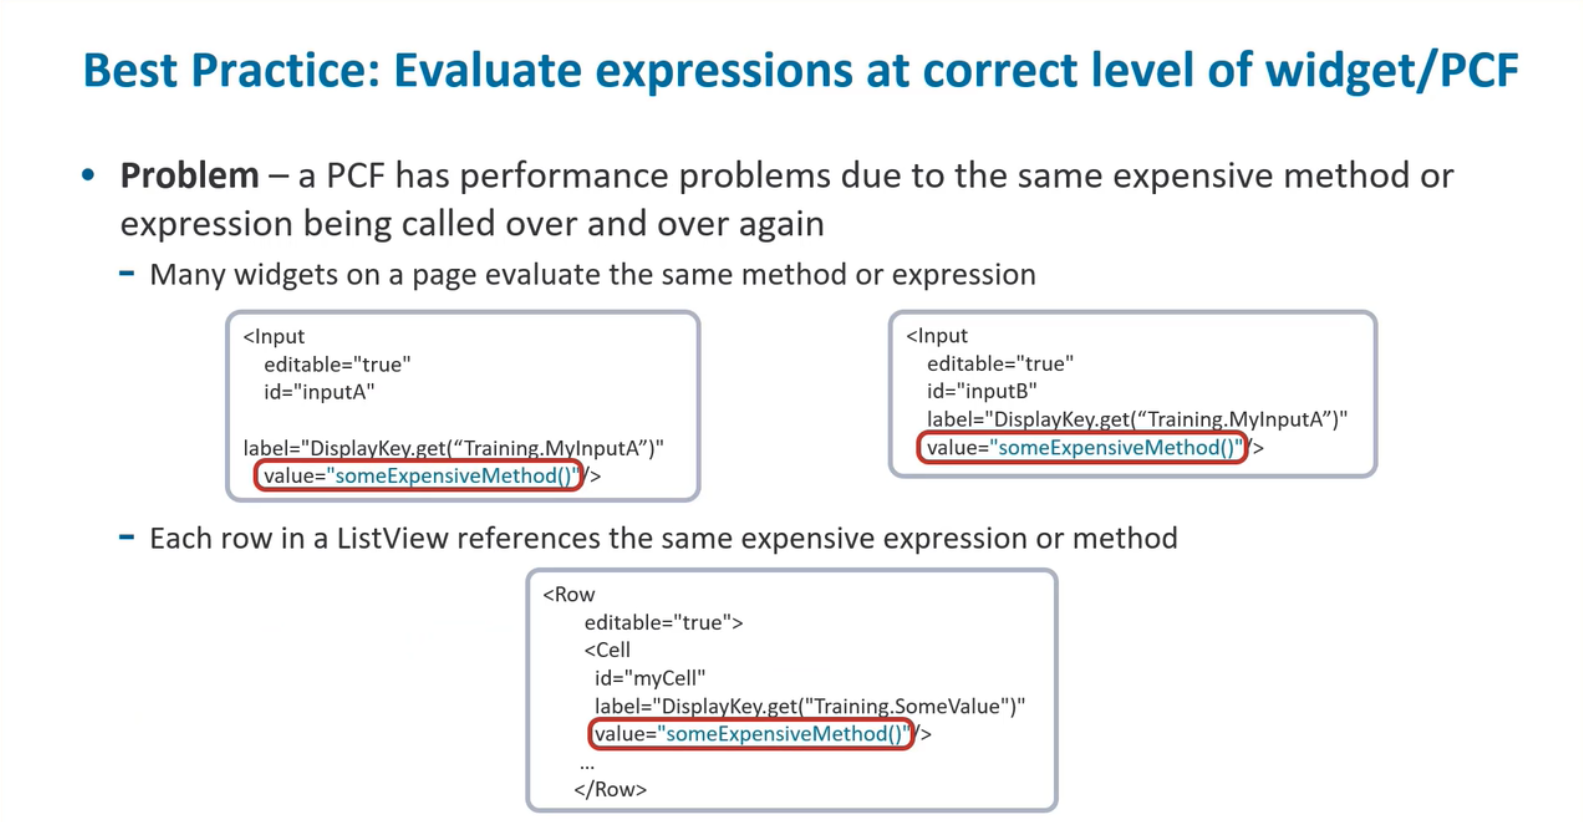 Best Practice: Evaluate expressions at correct level of widget/PCF
• Problem – a PCF has performance problems due to the same expensive method or
expression being called over and over again
– Many widgets on a page evaluate the same method or expression
<Input
editable="true"
id="inputA"
label="DisplayKey.get(“Training.MyInputA”)"
value="someExpensiveMethod()"/>
<Input
editable="true"
id="inputB"
label="DisplayKey.get(“Training.MyInputA”)"
value="someExpensiveMethod()"/>
– Each row in a ListView references the same expensive expression or method
<Row
editable="true">
<Cell
id="myCell"
label="DisplayKey.get("Training.SomeValue")"
value="someExpensiveMethod()"/>
...
</Row>